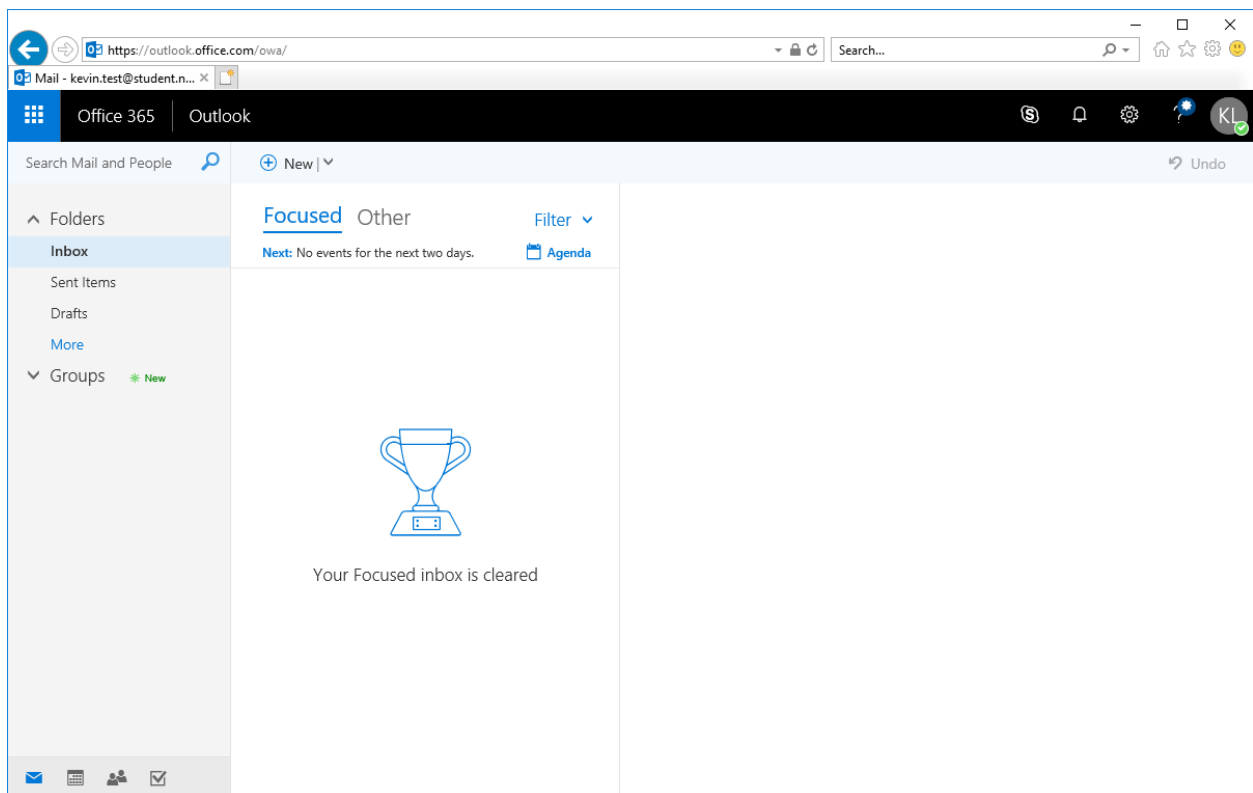 https://outlook.office.com/owa/
Search...
Mail - kevin.test@student.n...
Office 365
Outlook
KL
Search Mail and People
New
Undo
Folders
Inbox
Sent Items
Drafts
More
Groups
New
Focused
Other
Filter
Next: No events for the next two days.
Agenda
Your Focused inbox is cleared